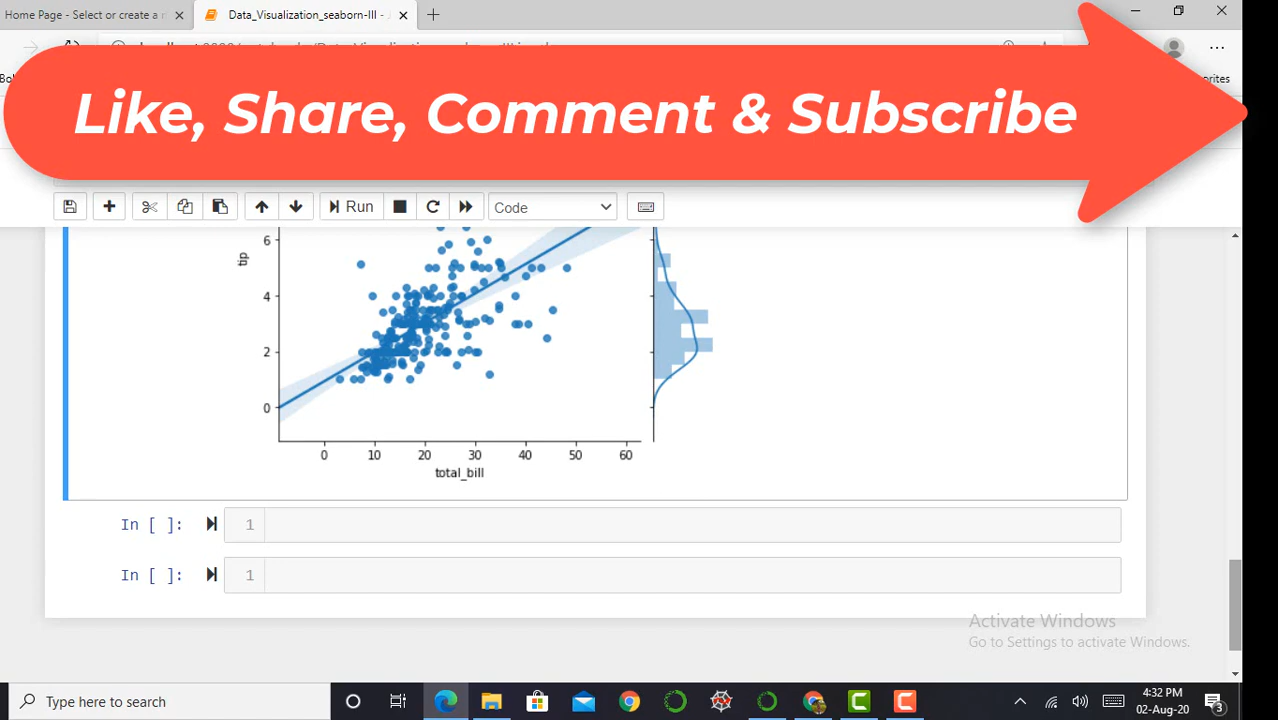 Home Page - Select or create a n
Data_Visualization_seaborn-III -
Like, Share, Comment & Subscribe
Run
Code
6
4
2
0
tip
0 10 20 30 40 50 60
total_bill
In [ ]: 1
In [ ]: 1
Activate Windows
Go to Settings to activate Windows.
Type here to search
4:32 PM
02-Aug-20
3